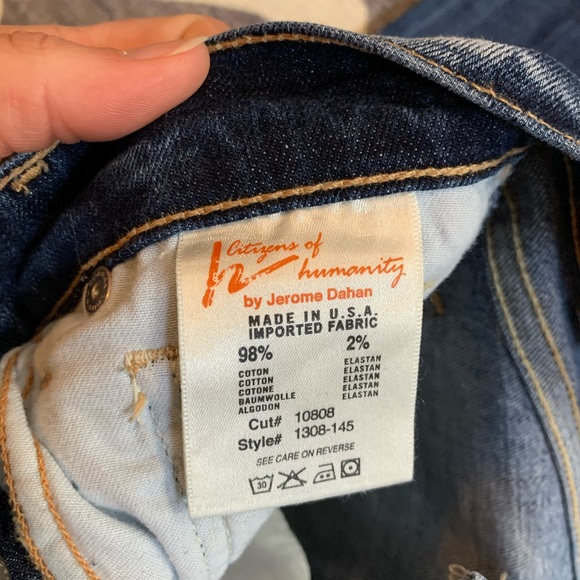 Citizens of
humanity
by Jerome Dahan
MADE IN U.S.A.
IMPORTED FABRIC
98% 2%
COTON ELASTAN
COTTON ELASTAN
COTONE ELASTAN
BAUMWOLLE ELASTAN
ALGODON ELASTAN
Cut# 10808
Style# 1308-145
SEE CARE ON REVERSE
30